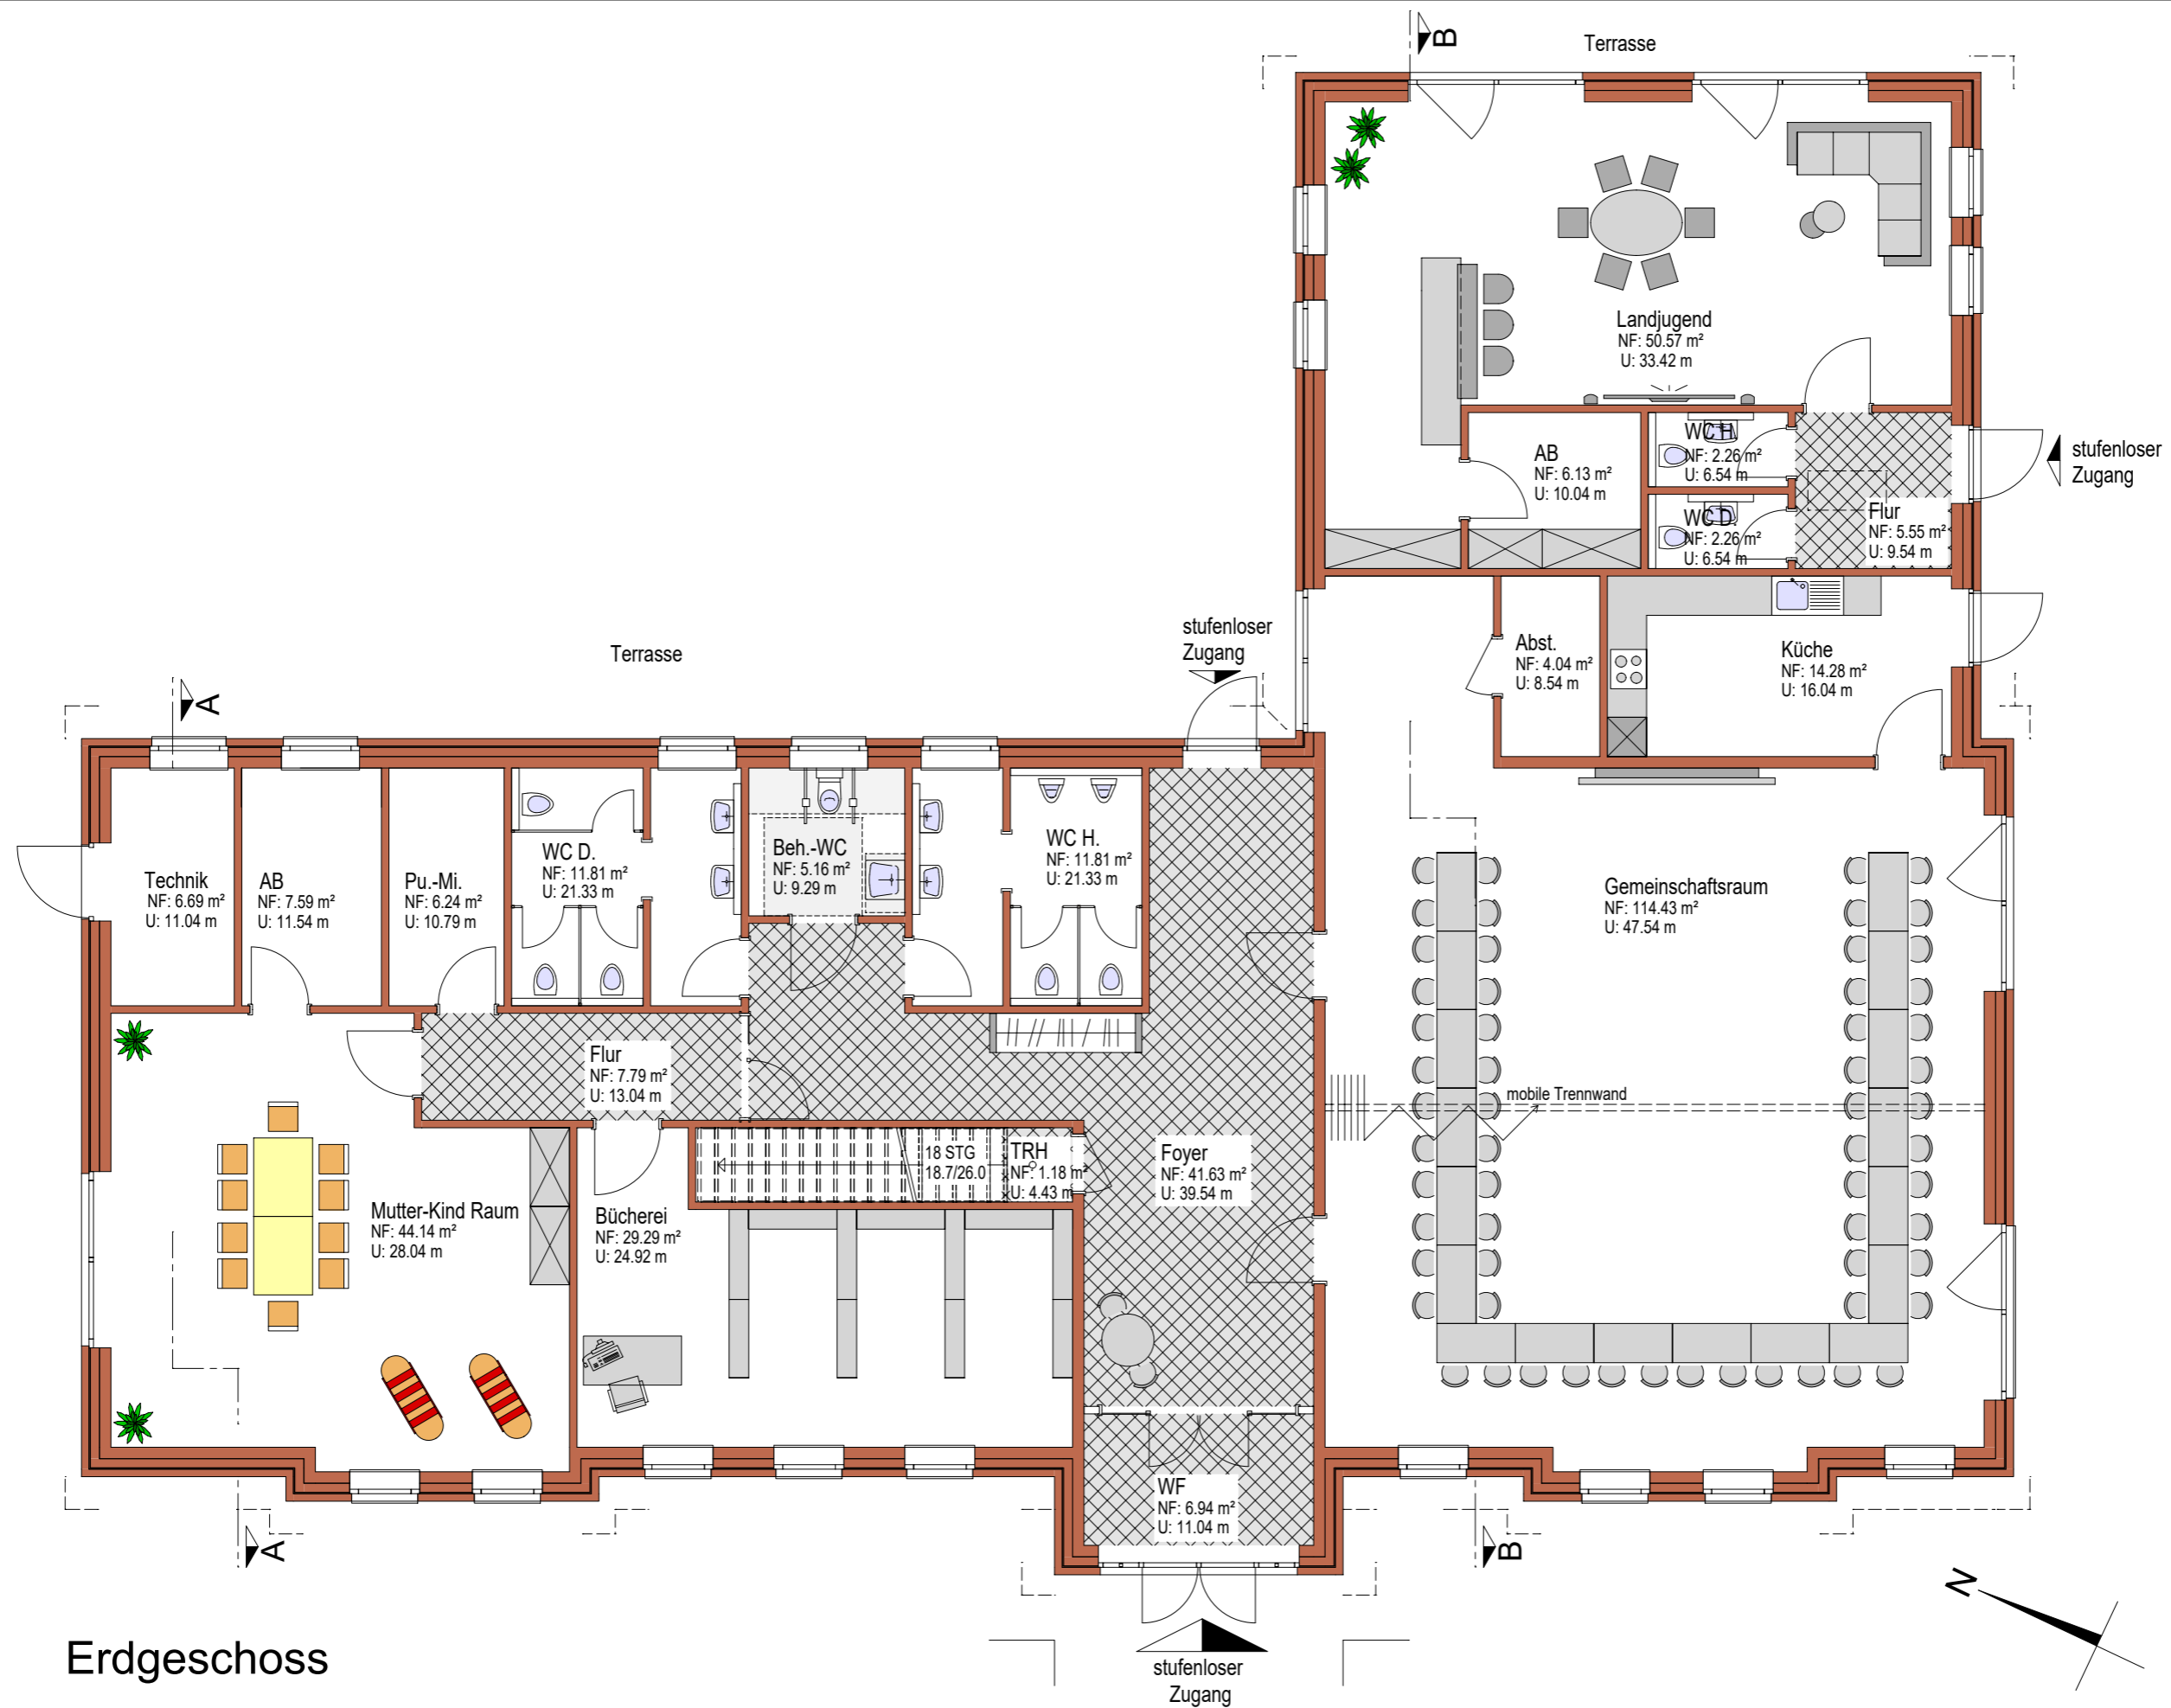 B
Terrasse
Landjugend
NF: 50.57 m²
U: 33.42 m
WC H.
NF: 2.26 m²
U: 6.54 m
AB
NF: 6.13 m²
U: 10.04 m
stufenloser
Zugang
WC D.
NF: 2.26 m²
U: 6.54 m
Flur
NF: 5.55 m²
U: 9.54 m
stufenloser
Zugang
Terrasse
Abst.
NF: 4.04 m²
U: 8.54 m
Küche
NF: 14.28 m²
U: 16.04 m
A
Technik
NF: 6.69 m²
U: 11.04 m
AB
NF: 7.59 m²
U: 11.54 m
Pu.-Mi.
NF: 6.24 m²
U: 10.79 m
WC D.
NF: 11.81 m²
U: 21.33 m
Beh.-WC
NF: 5.16 m²
U: 9.29 m
WC H.
NF: 11.81 m²
U: 21.33 m
Gemeinschaftsraum
NF: 114.43 m²
U: 47.54 m
Flur
NF: 7.79 m²
U: 13.04 m
mobile Trennwand
18 STG
18.7/26.0
TRH
NF: 1.18 m²
U: 4.43 m
Foyer
NF: 41.63 m²
U: 39.54 m
Mutter-Kind Raum
NF: 44.14 m²
U: 28.04 m
Bücherei
NF: 29.29 m²
U: 24.92 m
WF
NF: 6.94 m²
U: 11.04 m
A
B
N
Erdgeschoss
stufenloser
Zugang